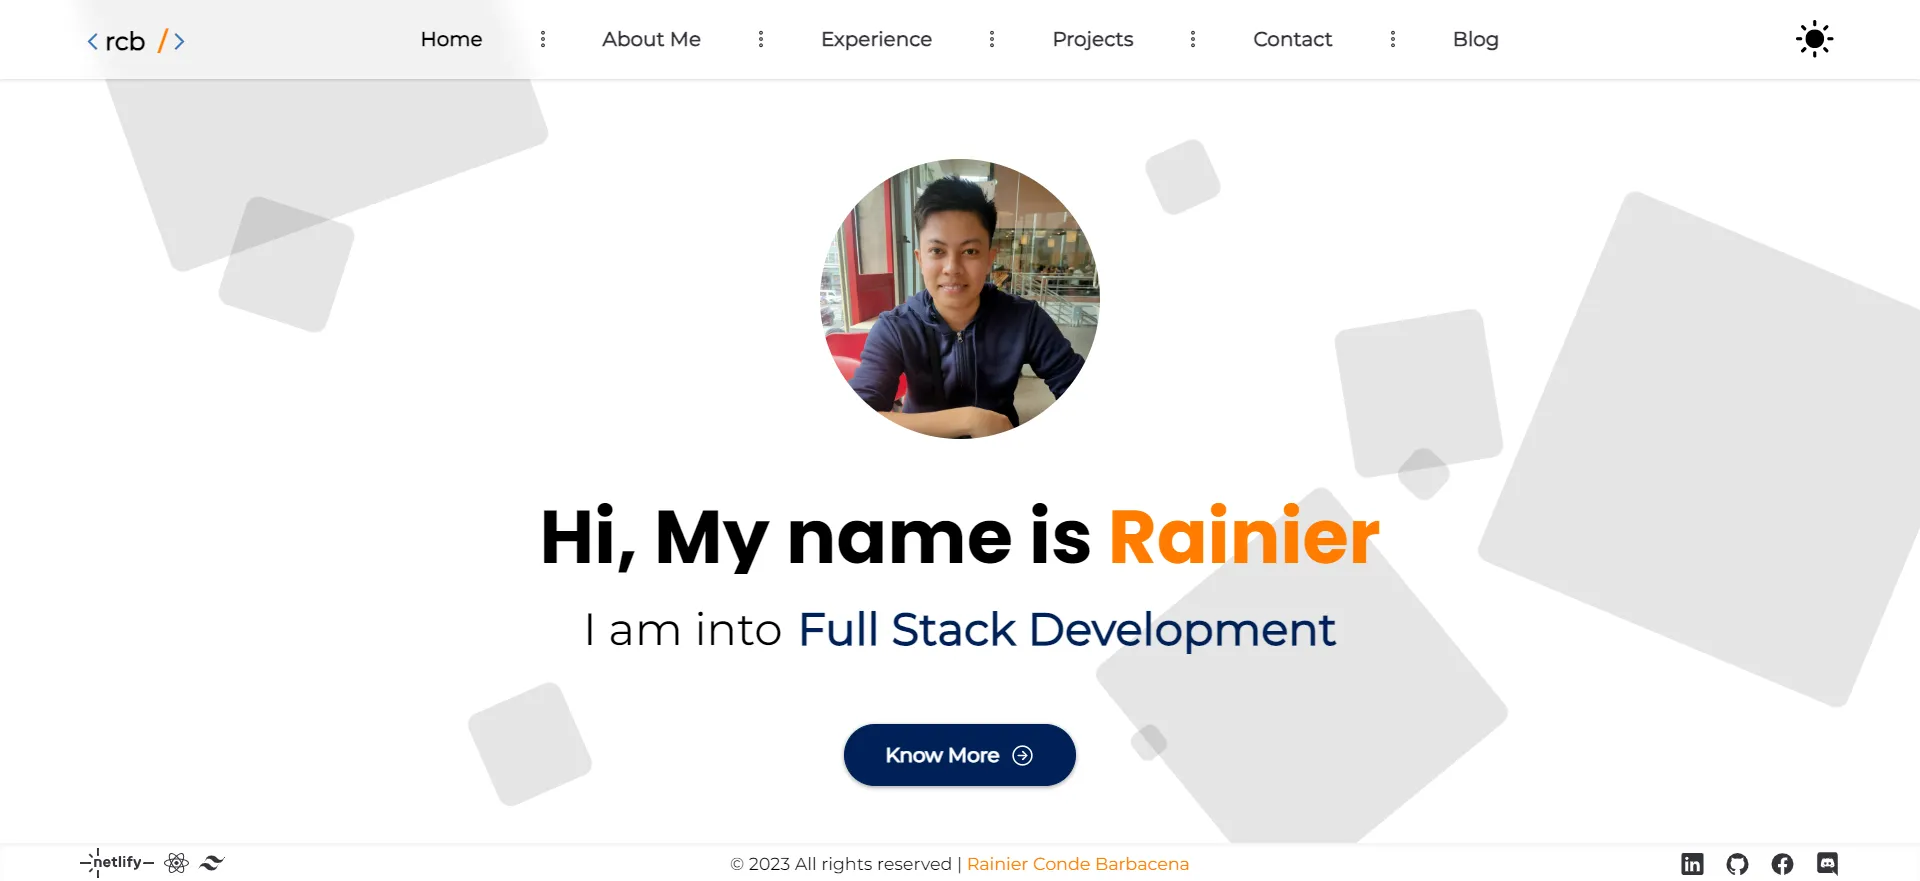 < rcb />
Home
About Me
Experience
Projects
Contact
Blog
Hi, My name is Rainier
I am into Full Stack Development
Know More
netlify
© 2023 All rights reserved | Rainier Conde Barbacena
in